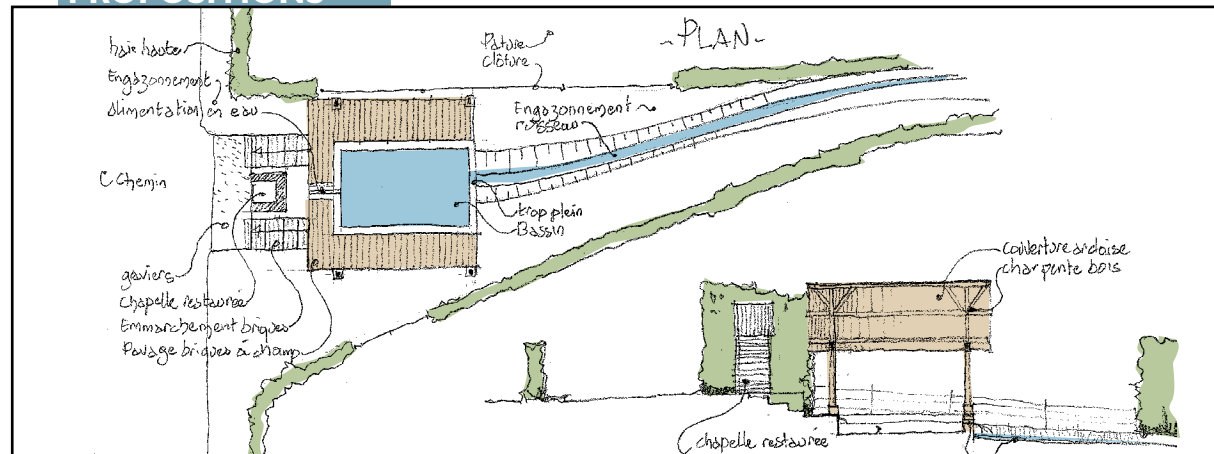 PROPOSITIONS
- PLAN -
haie haute
Engazonnement
Alimentation en eau
Pature
clôture
Engazonnement
ruisseau
Chemin
trop plein
Bassin
graviers
Chapelle restaurée
Emmarchement briques
Pavage briques à champ
Couverture ardoise
charpente bois
chapelle restaurée